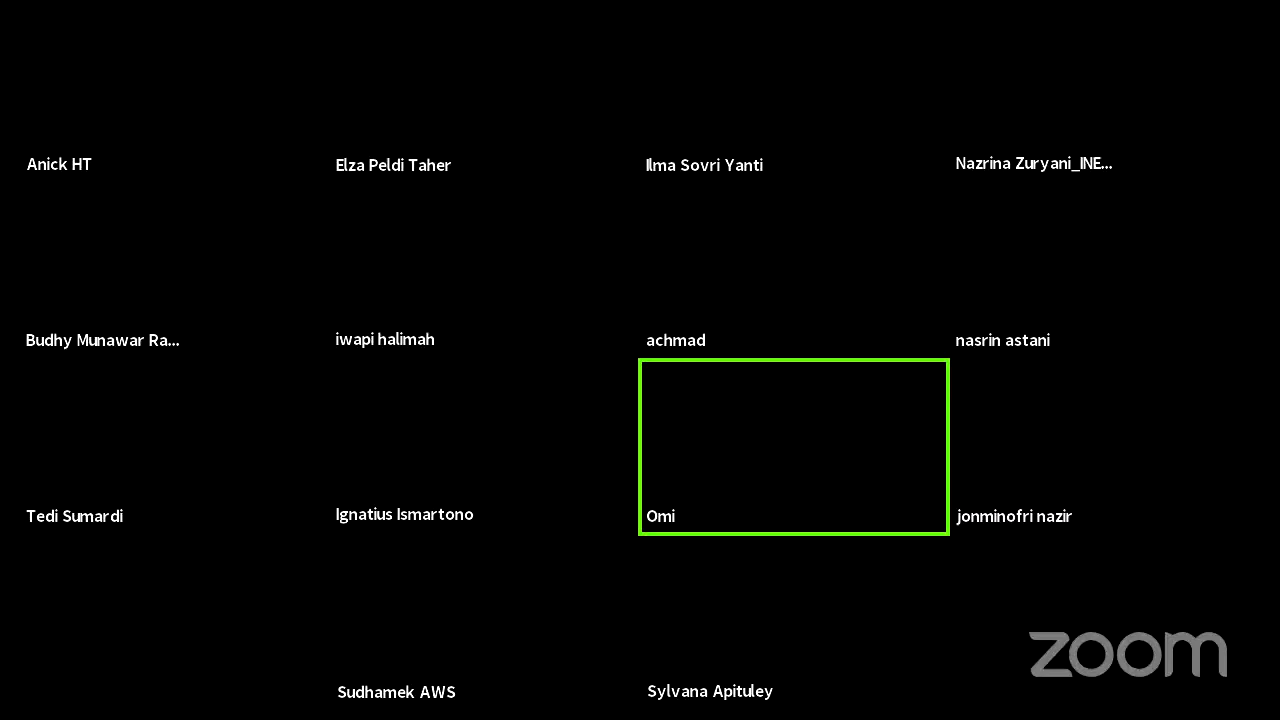 Anick HT
Elza Peldi Taher
Ilma Sovri Yanti
Nazrina Zuryani_INE...
Budhy Munawar Ra...
iwapi halimah
achmad
nasrin astani
Tedi Sumardi
Ignatius Ismartono
Omi
jonminofri nazir
Sudhamek AWS
Sylvana Apituley
zoom